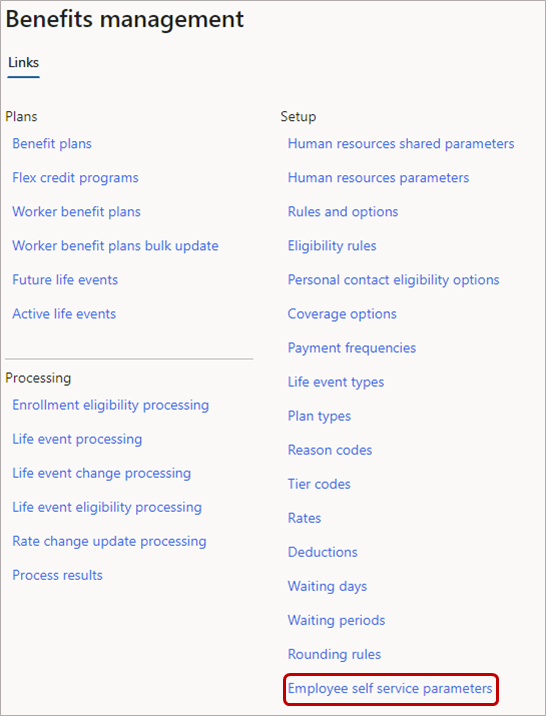 Benefits management
Links
Plans
Benefit plans
Flex credit programs
Worker benefit plans
Worker benefit plans bulk update
Future life events
Active life events
Processing
Enrollment eligibility processing
Life event processing
Life event change processing
Life event eligibility processing
Rate change update processing
Process results
Setup
Human resources shared parameters
Human resources parameters
Rules and options
Eligibility rules
Personal contact eligibility options
Coverage options
Payment frequencies
Life event types
Plan types
Reason codes
Tier codes
Rates
Deductions
Waiting days
Waiting periods
Rounding rules
Employee self service parameters